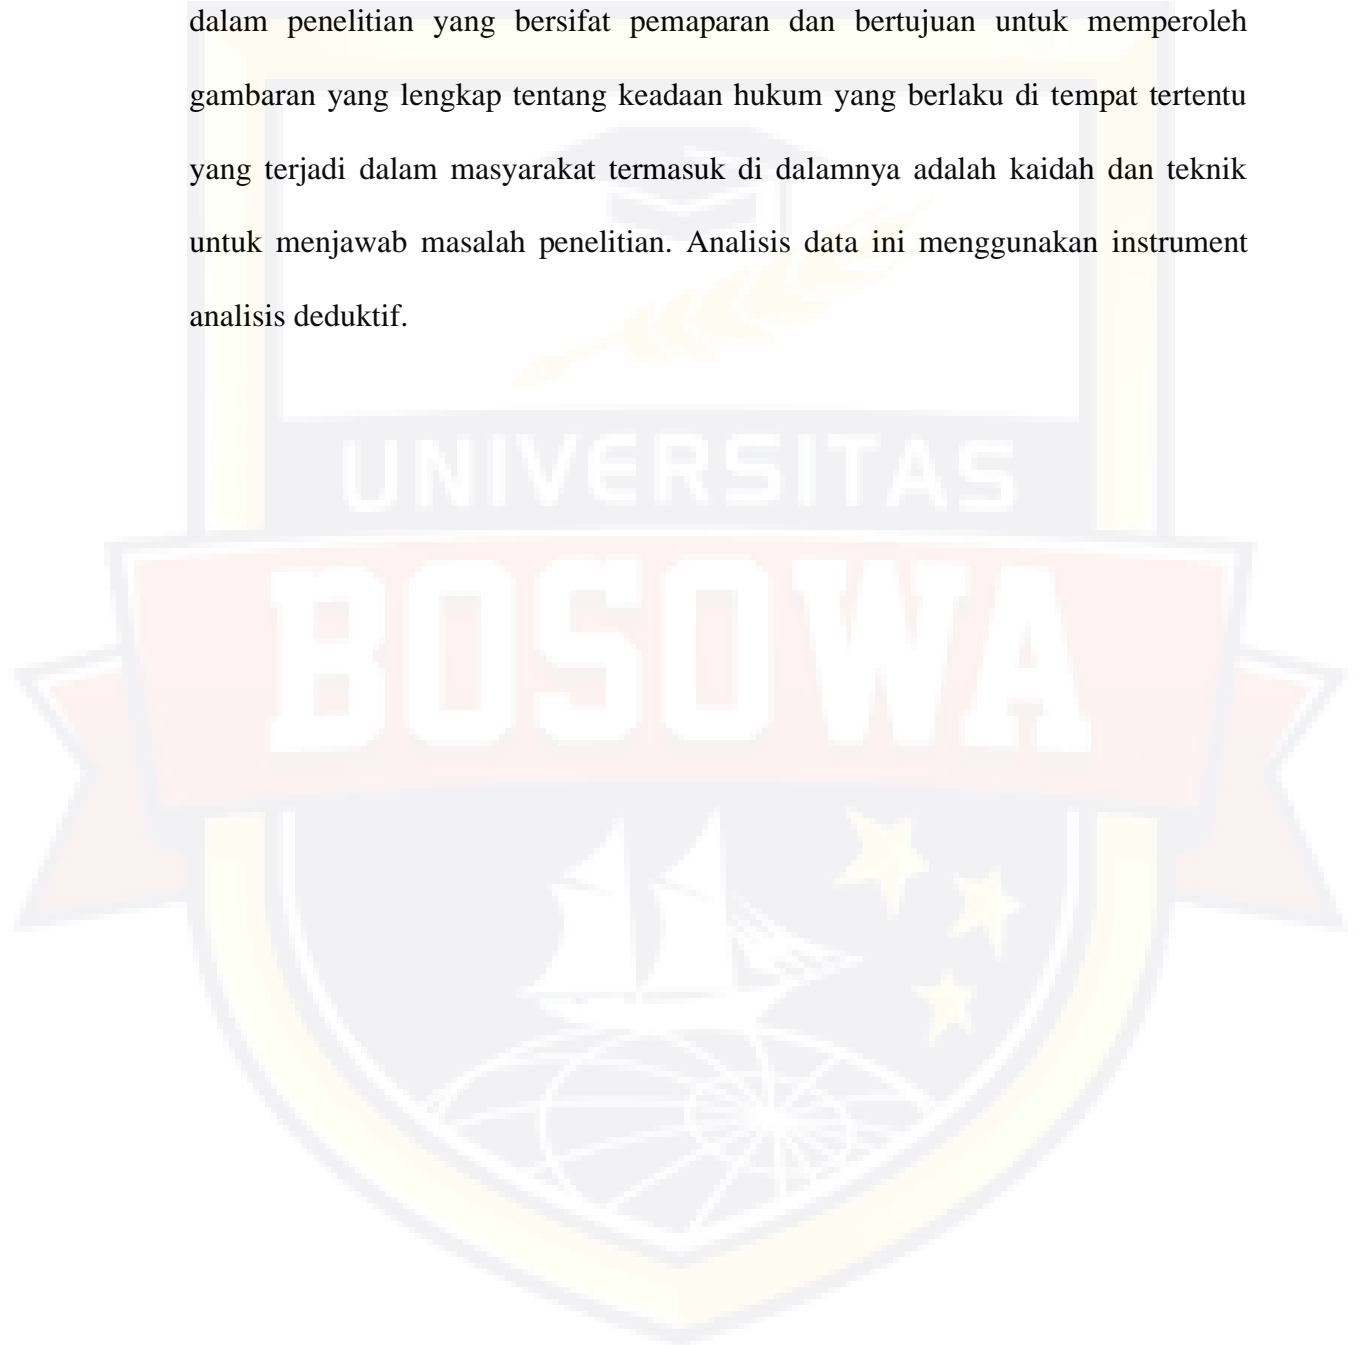 dalam penelitian yang bersifat pemaparan dan bertujuan untuk memperoleh
gambaran yang lengkap tentang keadaan hukum yang berlaku di tempat tertentu
yang terjadi dalam masyarakat termasuk di dalamnya adalah kaidah dan teknik
untuk menjawab masalah penelitian. Analisis data ini menggunakan instrument
analisis deduktif.
UNIVERSITAS
BOSOWA